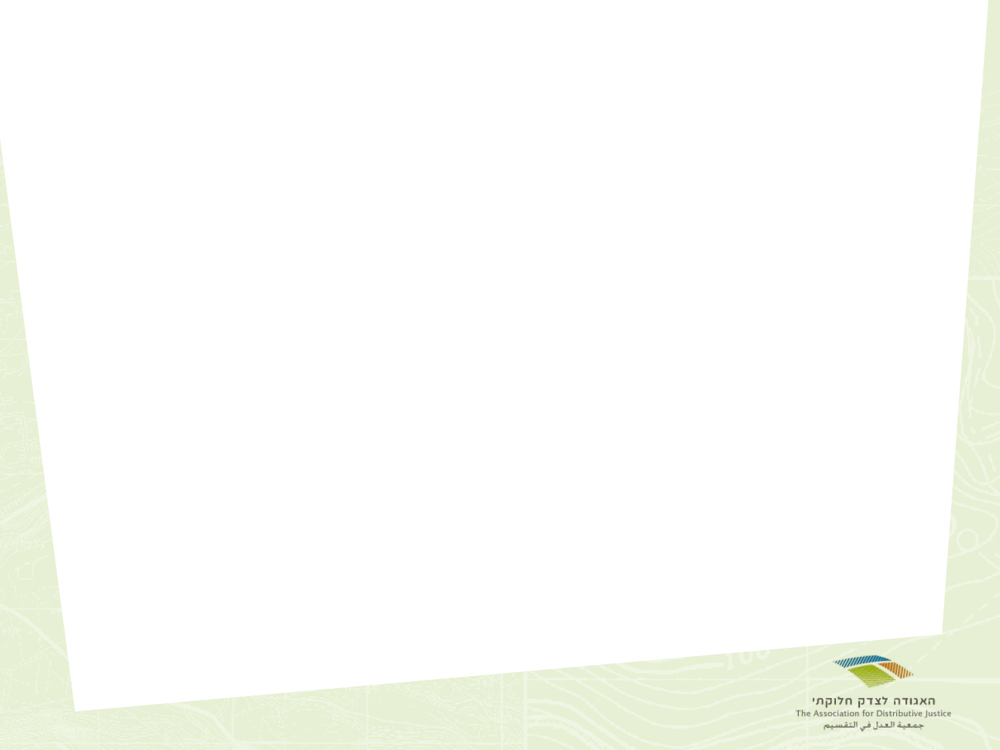 האגודה לצדק חלוקתי
The Association for Distributive Justice
جمعية العدل في التقسيم